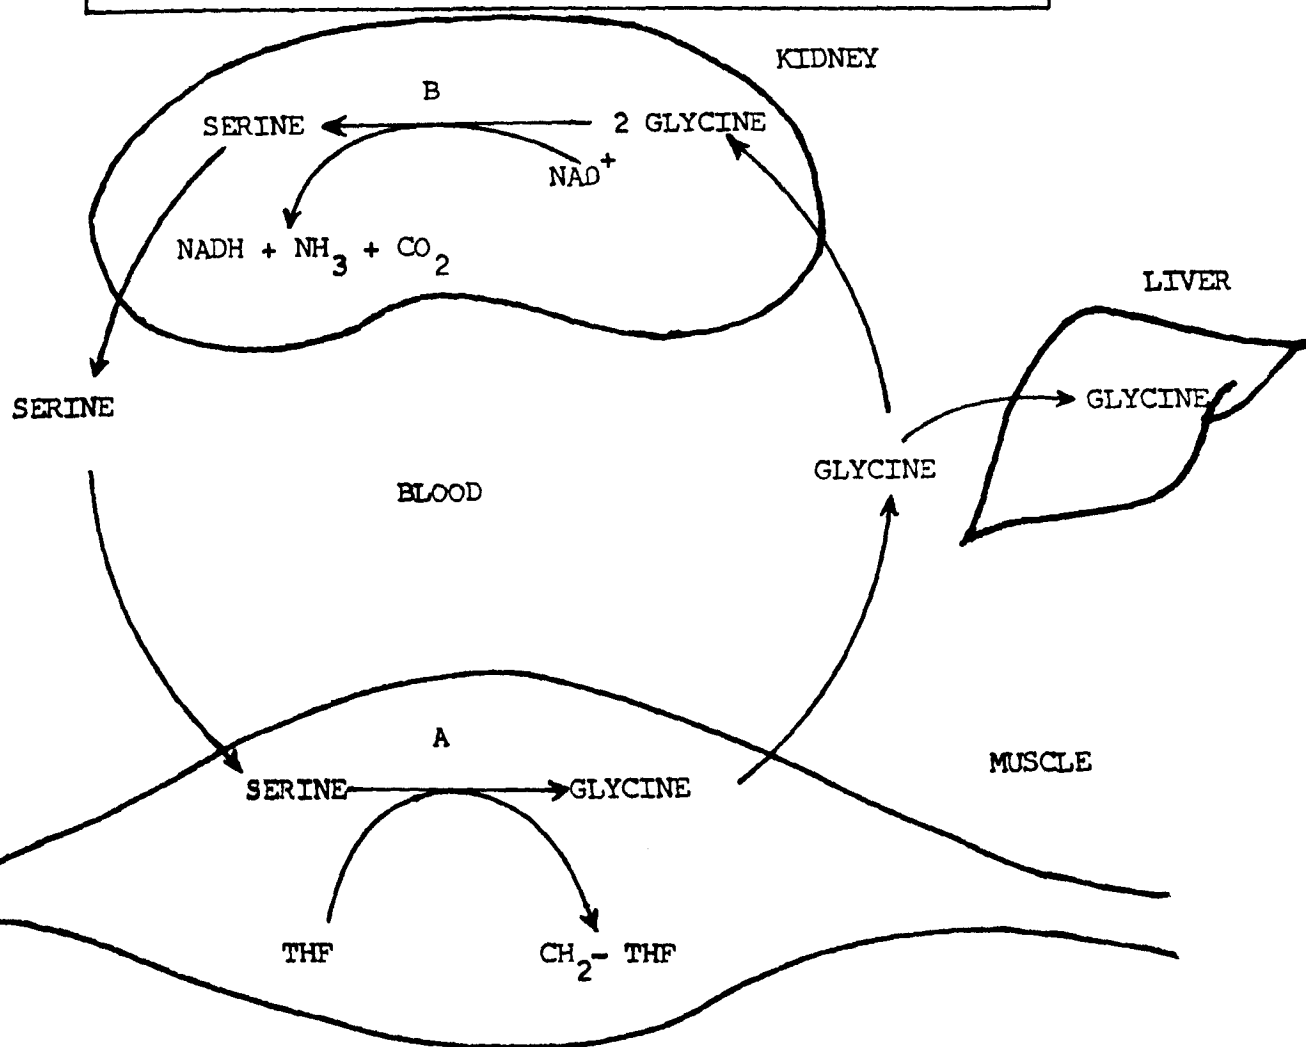 KIDNEY
B
SERINE
2 GLYCINE
NAD+
NADH + NH3 + CO2
LIVER
GLYCINE
SERINE
GLYCINE
BLOOD
A
MUSCLE
SERINE
GLYCINE
THF
CH2- THF